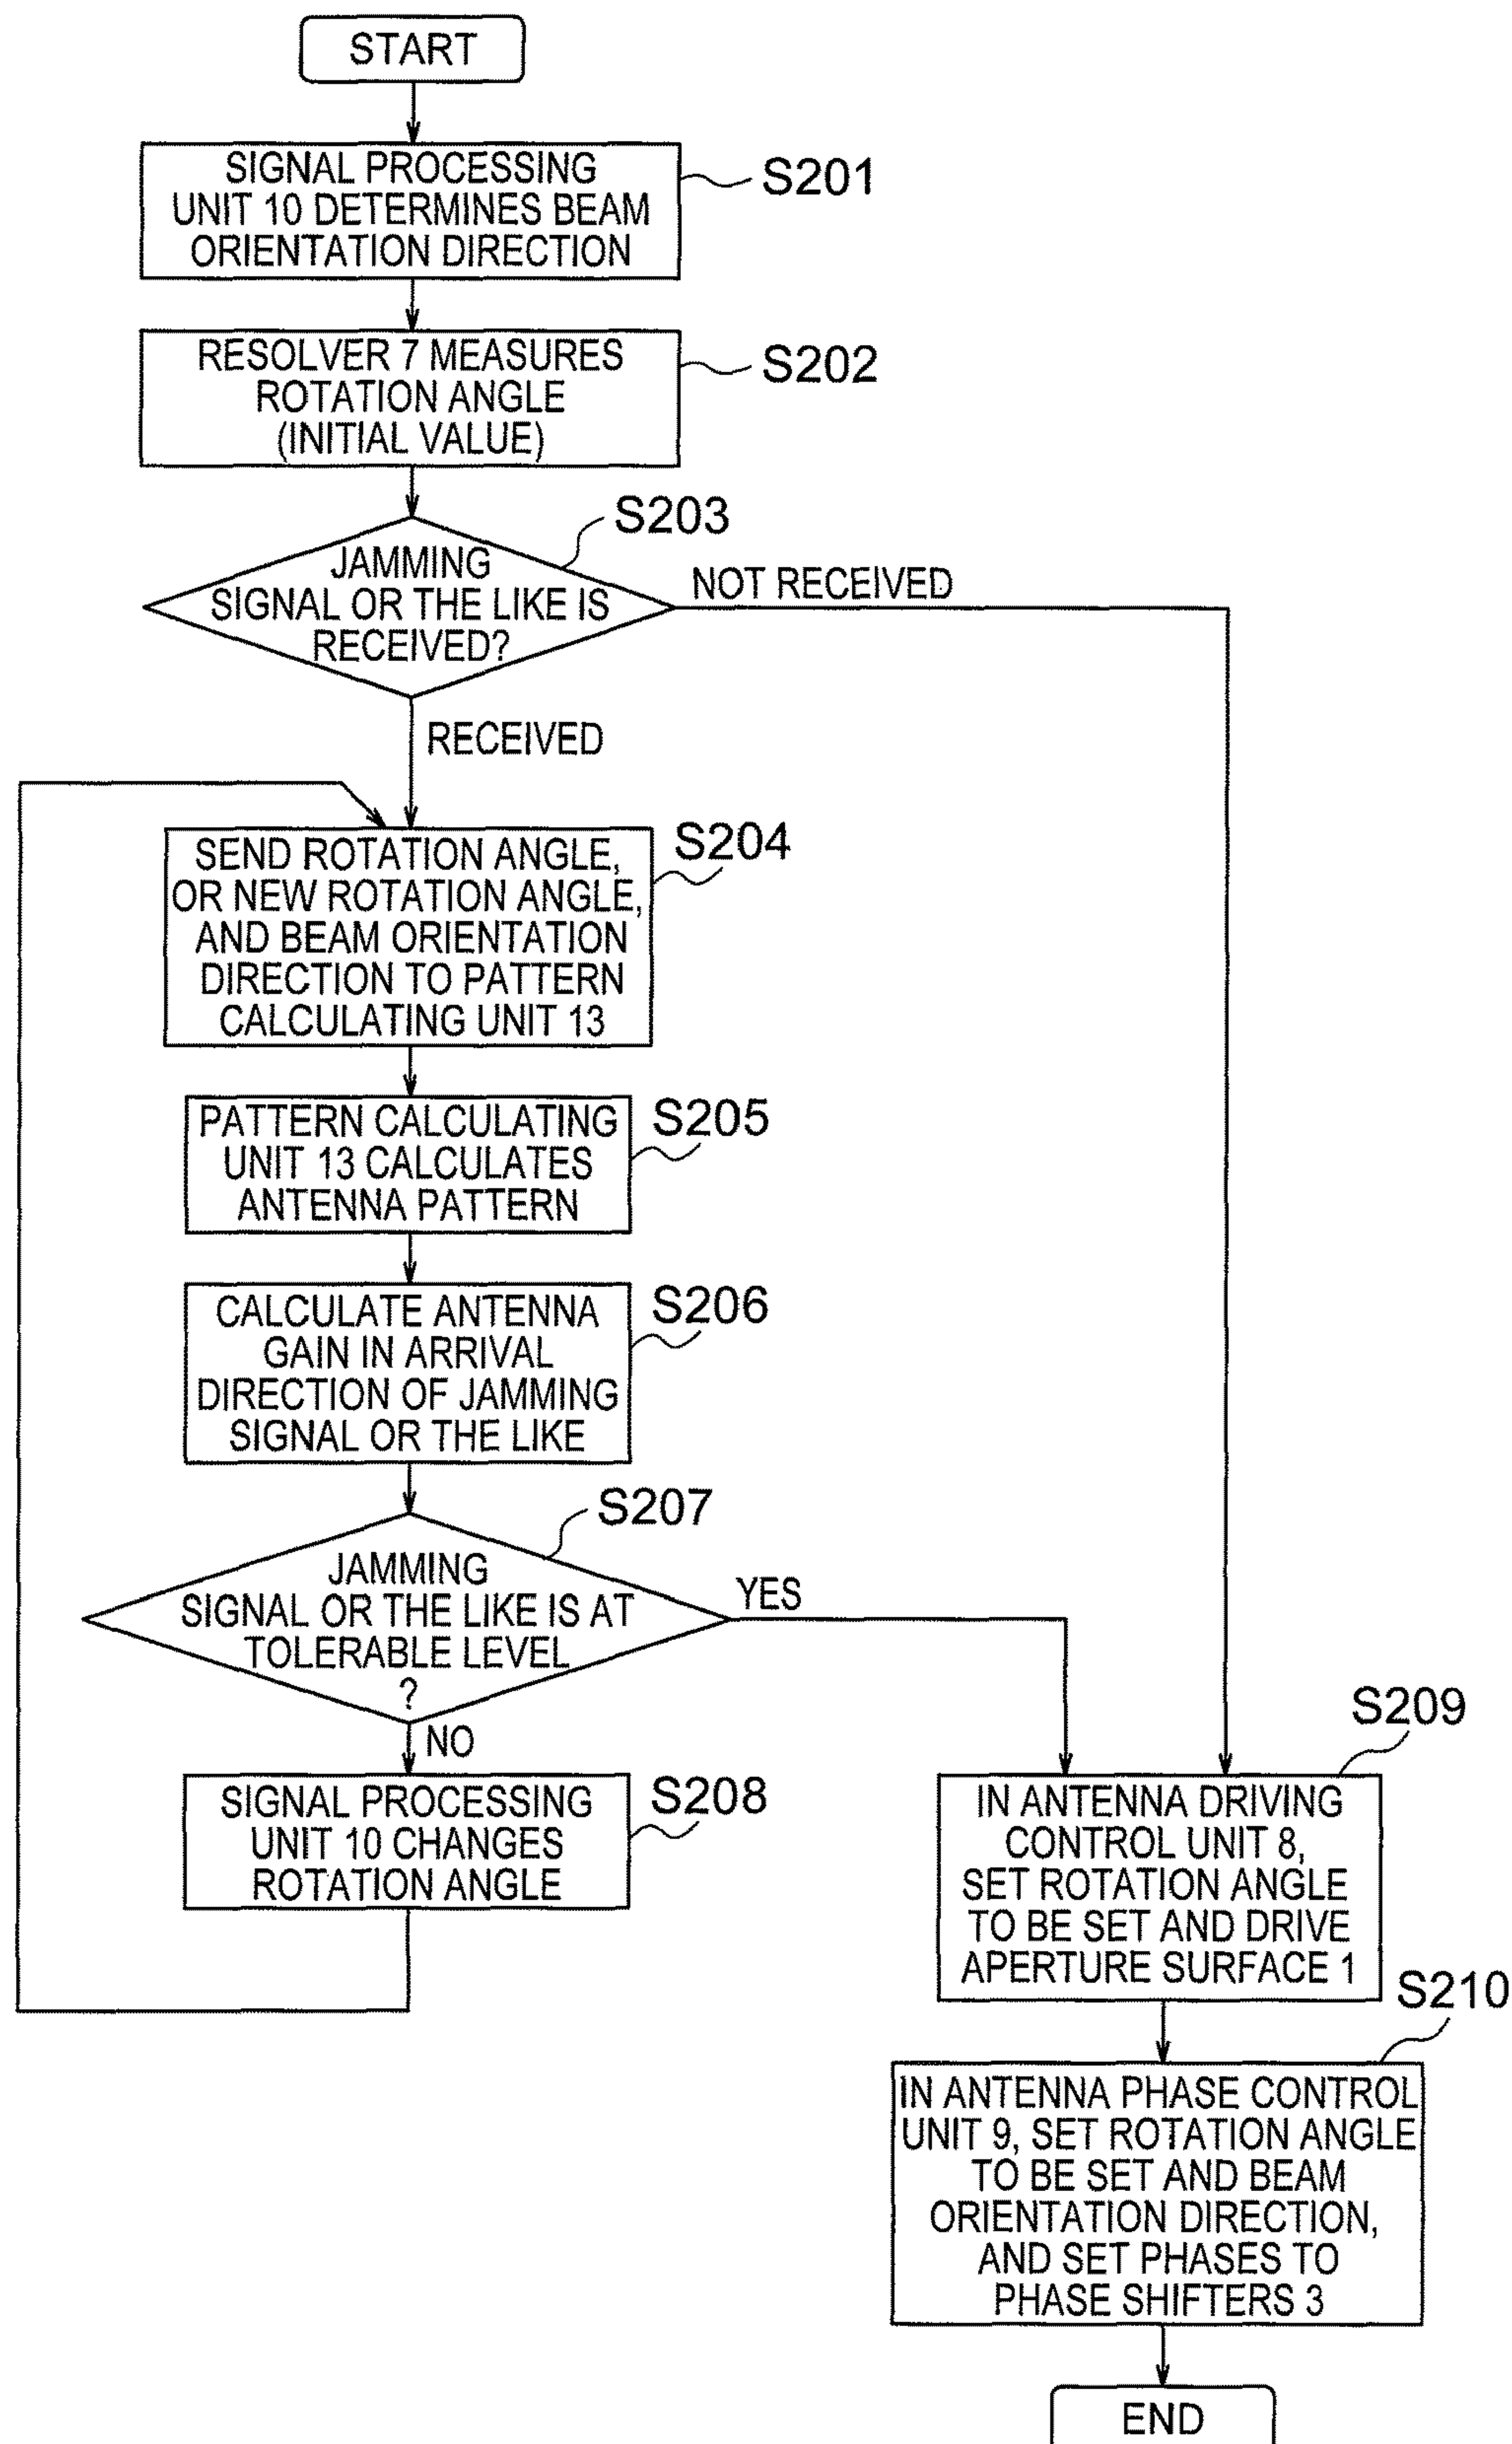 START
SIGNAL PROCESSING
UNIT 10 DETERMINES BEAM
ORIENTATION DIRECTION
S201
RESOLVER 7 MEASURES
ROTATION ANGLE
(INITIAL VALUE)
S202
S203
JAMMING
SIGNAL OR THE LIKE IS
RECEIVED?
NOT RECEIVED
RECEIVED
SEND ROTATION ANGLE,
OR NEW ROTATION ANGLE,
AND BEAM ORIENTATION
DIRECTION TO PATTERN
CALCULATING UNIT 13
S204
PATTERN CALCULATING
UNIT 13 CALCULATES
ANTENNA PATTERN
S205
CALCULATE ANTENNA
GAIN IN ARRIVAL
DIRECTION OF JAMMING
SIGNAL OR THE LIKE
S206
S207
JAMMING
SIGNAL OR THE LIKE IS AT
TOLERABLE LEVEL
?
YES
NO
SIGNAL PROCESSING
UNIT 10 CHANGES
ROTATION ANGLE
S208
S209
IN ANTENNA DRIVING
CONTROL UNIT 8,
SET ROTATION ANGLE
TO BE SET AND DRIVE
APERTURE SURFACE 1
S210
IN ANTENNA PHASE CONTROL
UNIT 9, SET ROTATION ANGLE
TO BE SET AND BEAM
ORIENTATION DIRECTION,
AND SET PHASES TO
PHASE SHIFTERS 3
END